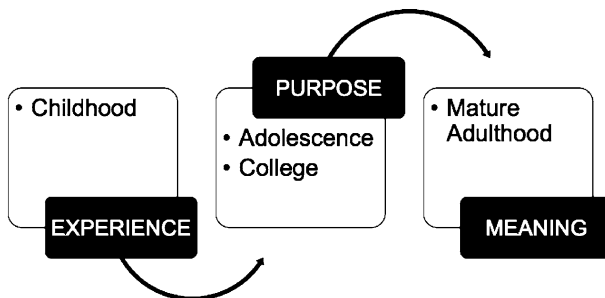 • Childhood
EXPERIENCE
PURPOSE
• Adolescence
• College
• Mature
Adulthood
MEANING